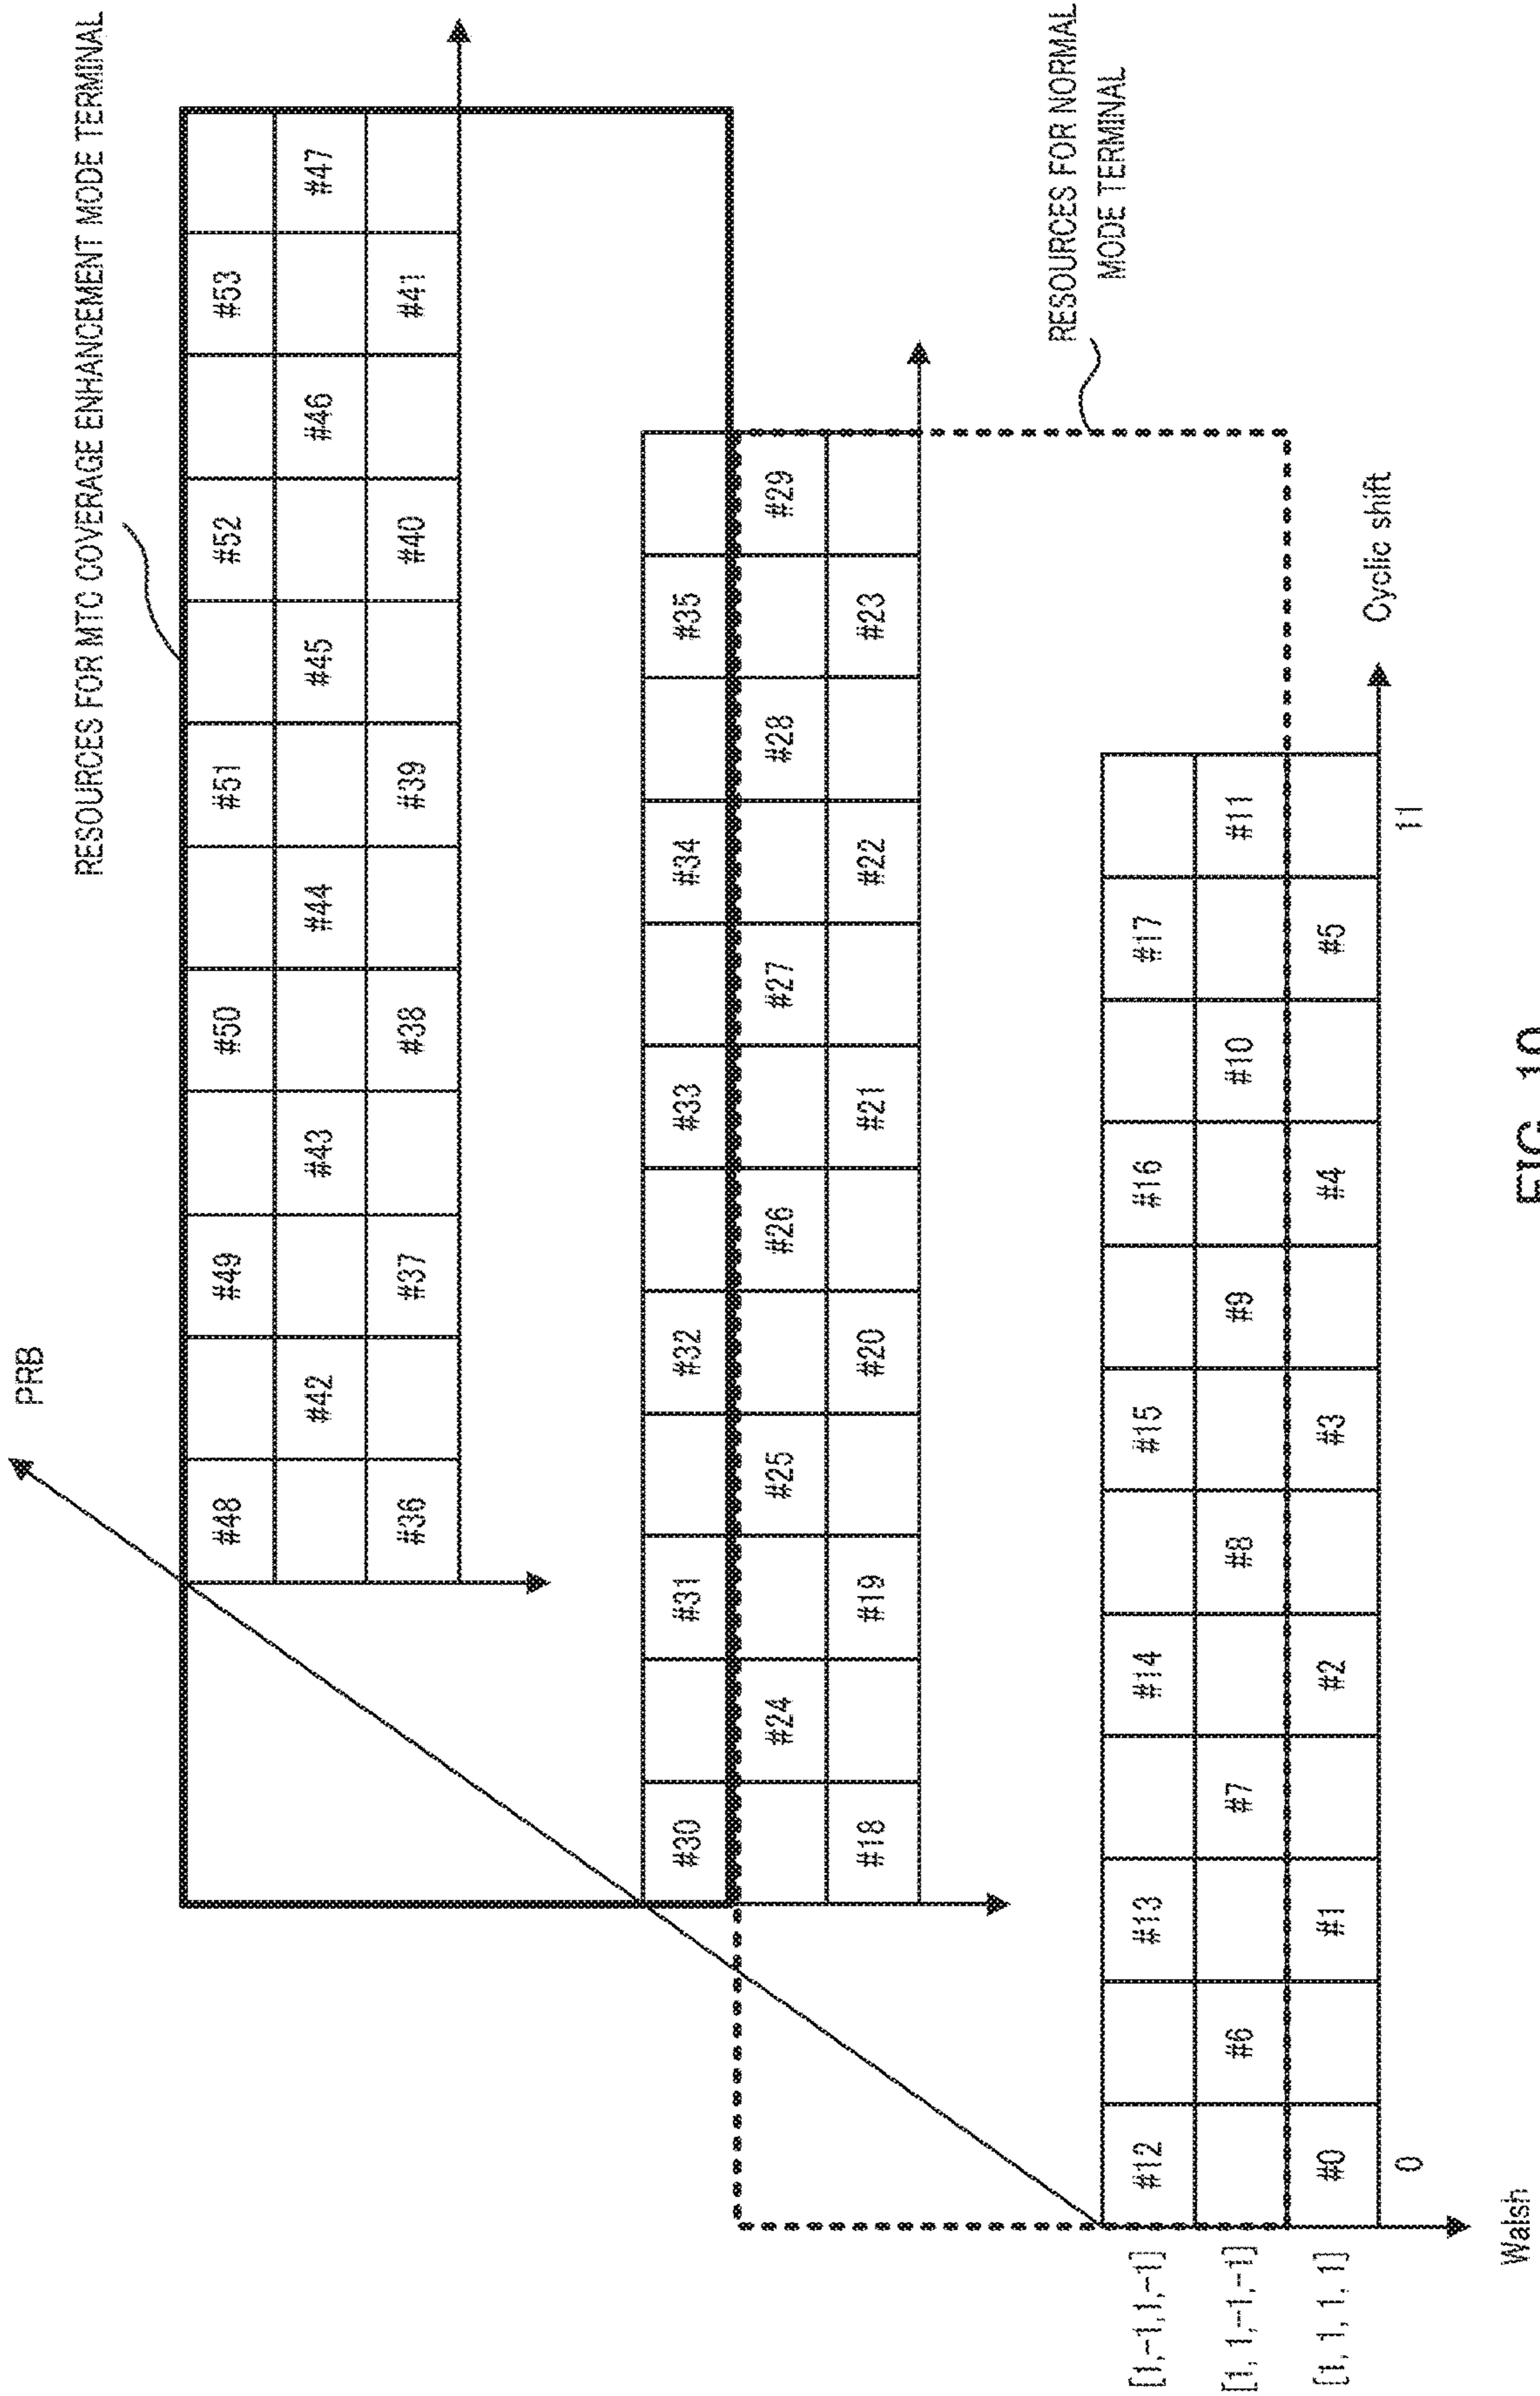 RESOURCES FOR MTC COVERAGE ENHANCEMENT MODE TERMINAL
PRB
#48 #49 #50 #51 #52 #53
#42 #43 #44 #45 #46 #47
#36 #37 #38 #39 #40 #41
#30 #31 #32 #33 #34 #35
#24 #25 #26 #27 #28 #29
#18 #19 #20 #21 #22 #23
RESOURCES FOR NORMAL
MODE TERMINAL
[1,-1,1,-1] #12 #13 #14 #15 #16 #17
[1, 1,-1,-1] #6 #7 #8 #9 #10 #11
[1, 1, 1, 1] #0 #1 #2 #3 #4 #5
0 11 Cyclic shift
Walsh
FIG. 10